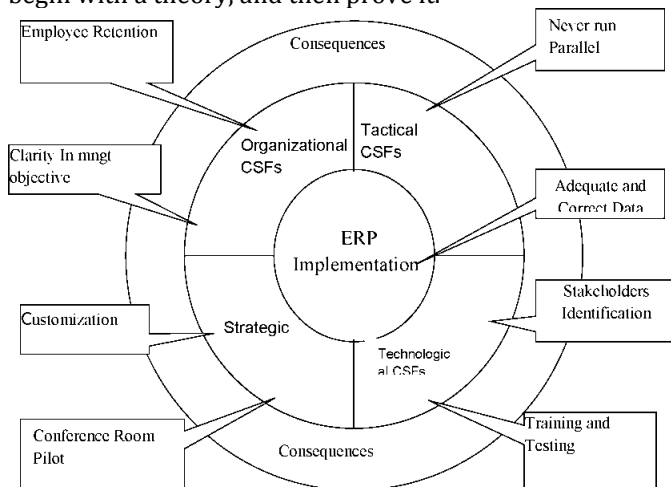 begin with a theory, and then prove it.
Employee Retention
Consequences
Never run
Parallel
Organizational
CSFs
Tactical
CSFs
Clarity In mngt
objective
Adequate and
Correct Data
ERP
Implementation
Stakeholders
Identification
Customization
Strategic
Technologic
al CSFs
Conference Room
Pilot
Consequences
Training and
Testing